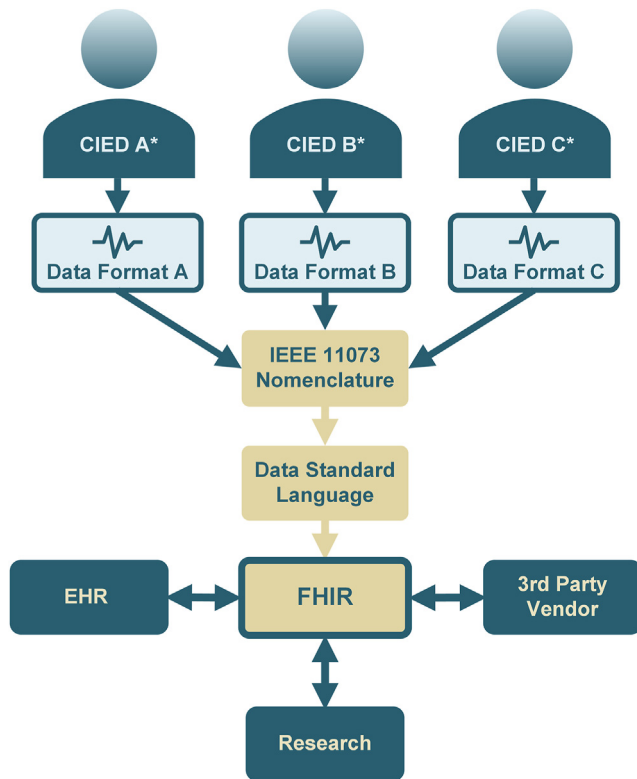 CIED A*
CIED B*
CIED C*
Data Format A
Data Format B
Data Format C
IEEE 11073
Nomenclature
Data Standard
Language
EHR
FHIR
3rd Party
Vendor
Research